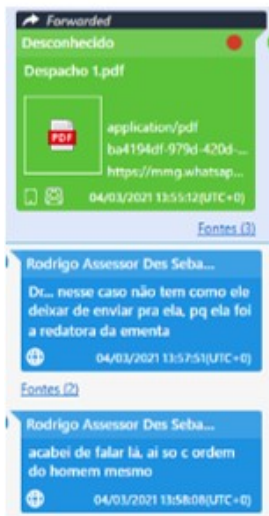 Forwarded
Desconhecido
Despacho 1.pdf
PDF
application/pdf
ba4194df-979d-420d-...
https://mmg.whatsap...
04/03/2021 13:55:12(UTC+0)
Fontes (3)
Rodrigo Assessor Des Seba...
Dr... nesse caso não tem como ele
deixar de enviar pra ela, pq ela foi
a redatora da ementa
04/03/2021 13:57:51(UTC+0)
Fontes (2)
Rodrigo Assessor Des Seba...
acabei de falar lá, ai so c ordem
do homem mesmo
04/03/2021 13:58:08(UTC+0)